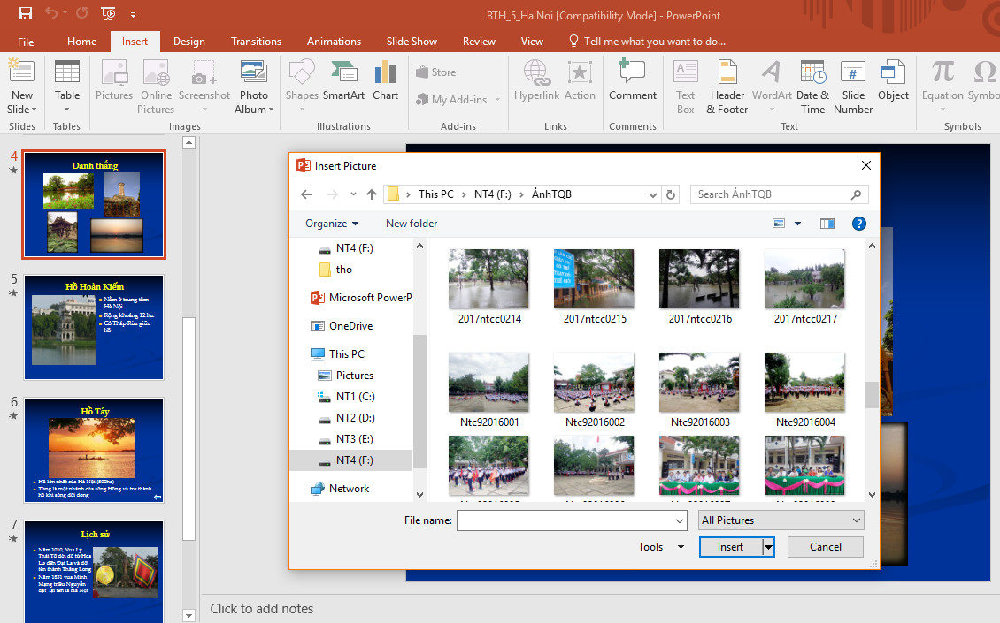 BTH_5_Ha Noi [Compatibility Mode] - PowerPoint
File Home Insert Design Transitions Animations Slide Show Review View Tell me what you want to do...
New Slide
Table
Pictures
Online Pictures
Screenshot
Photo Album
Shapes
SmartArt
Chart
Store
My Add-ins
Hyperlink
Action
Comment
Text Box
Header & Footer
WordArt
Date & Time
Slide Number
Object
Equation
Symbo
Slides Tables Images Illustrations Add-ins Links Comments Text Symbols
4
Danh thắng
5
Hồ Hoàn Kiếm
Nằm ở trung tâm
Hà Nội
Rộng khoảng 12 ha.
Có Tháp Rùa giữa
hồ
6
Hồ Tây
Hồ lớn nhất của Hà Nội (500ha)
Từng là một nhánh của sông Hồng và trở thành
hồ khi sông đổi dòng
7
Lịch sử
Năm 1010, Vua Lý
Thái Tổ dời đô từ Hoa
Lư đến Đại La và đổi
tên thành Thăng Long
Năm 1831 vua Minh
Mạng triều Nguyễn
đặt lại tên là Hà Nội
Insert Picture
This PC NT4 (F:) ẢnhTQB
Search ẢnhTQB
Organize New folder
NT4 (F:)
tho
Microsoft PowerP
OneDrive
This PC
Pictures
NT1 (C:)
NT2 (D:)
NT3 (E:)
NT4 (F:)
Network
2017ntcc0214 2017ntcc0215 2017ntcc0216 2017ntcc0217
Ntc92016001 Ntc92016002 Ntc92016003 Ntc92016004
File name:
All Pictures
Tools Insert Cancel
Click to add notes